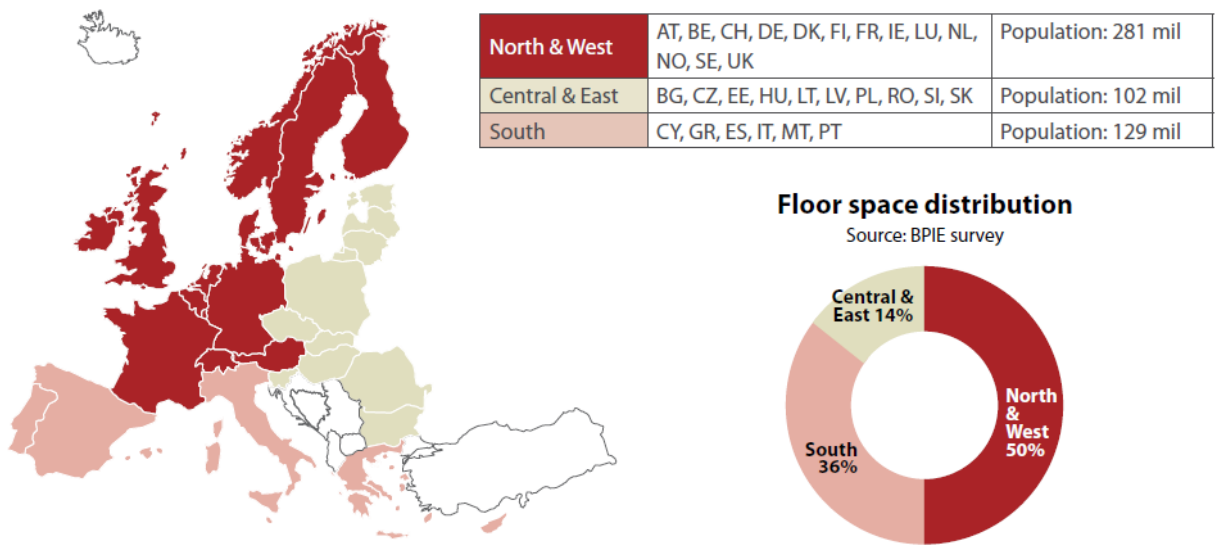 North & West
AT, BE, CH, DE, DK, FI, FR, IE, LU, NL,
NO, SE, UK
Population: 281 mil
Central & East
BG, CZ, EE, HU, LT, LV, PL, RO, SI, SK
Population: 102 mil
South
CY, GR, ES, IT, MT, PT
Population: 129 mil
Floor space distribution
Source: BPIE survey
Central &
East 14%
North
&
West
50%
South
36%